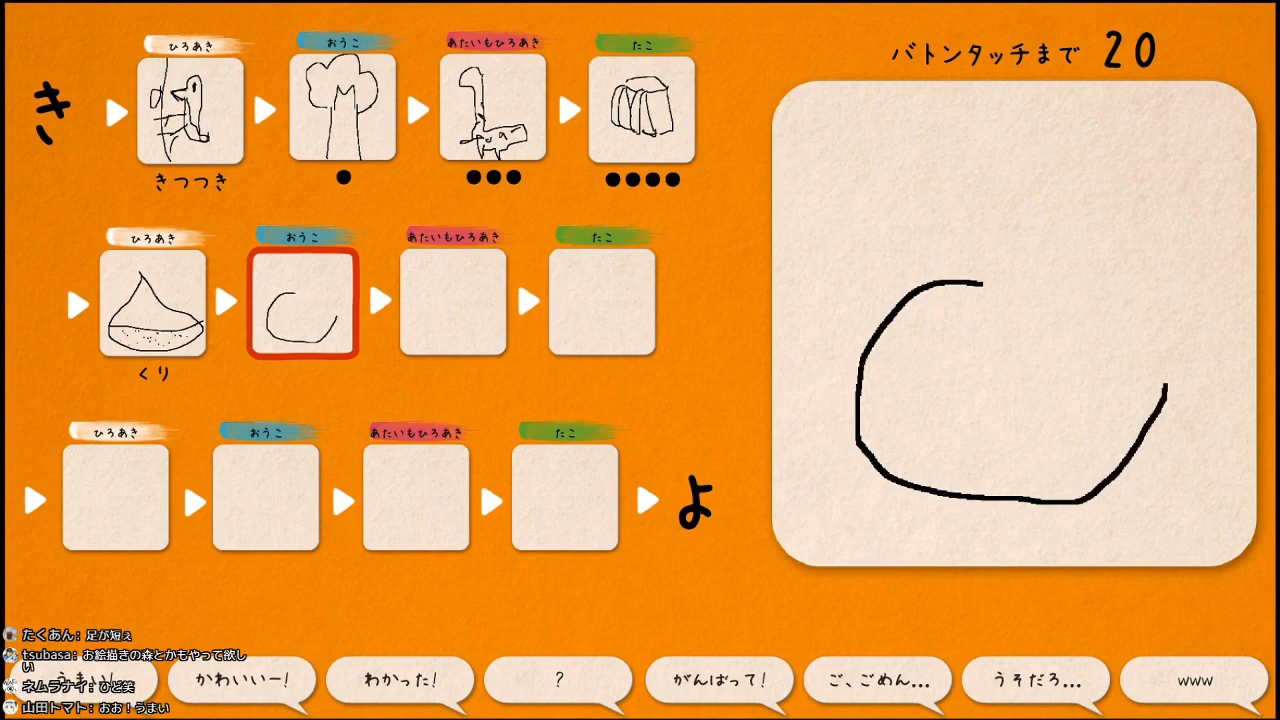 ひろあき
おうこ
あたいもひろあき
たこ
バトンタッチまで 20
き
きつつき
ひろあき
おうこ
あたいもひろあき
たこ
くり
ひろあき
おうこ
あたいもひろあき
たこ
よ
たくあん: 足が短ぇ
tsubasa: お絵描きの森とかもやって欲し
い
ネムラナイ: ひど笑
山田トマト: おお!うまい
うまい!
かわいいー!
わかった!
?
がんばって!
ご、ごめん...
うそだろ...
www